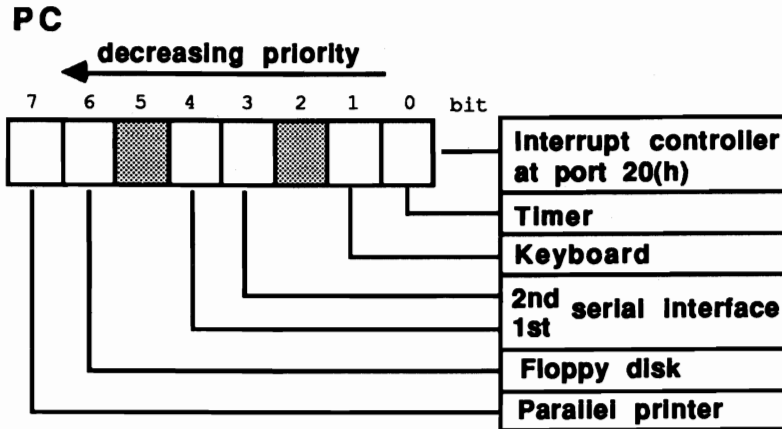 PC
decreasing priority
7 6 5 4 3 2 1 0 bit
Interrupt controller
at port 20(h)
Timer
Keyboard
2nd
1st serial interface
Floppy disk
Parallel printer